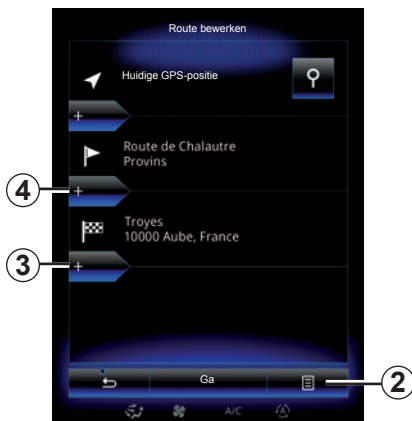 Route bewerken
Huidige GPS-positie
+
Route de Chalautre
Provins
4
+
Troyes
10000 Aube, France
3
+
Ga
2
A/C
A